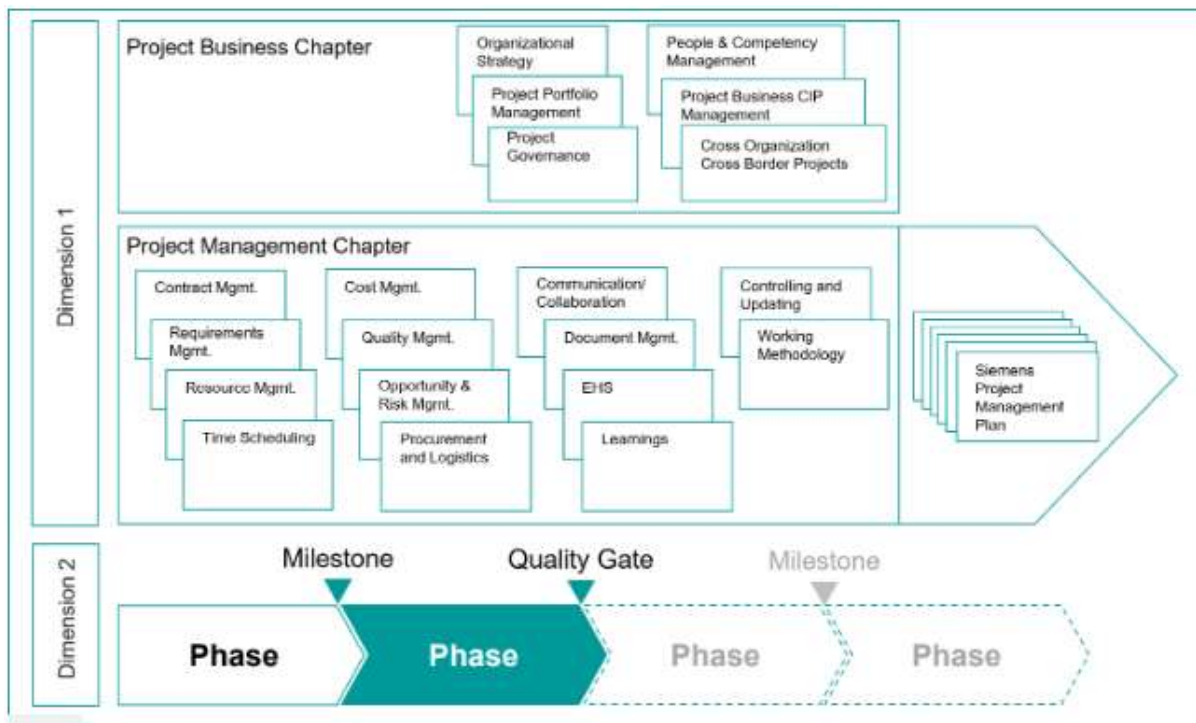 Dimension 1
Project Business Chapter
Organizational
Strategy
Project Portfolio
Management
Project
Governance
People & Competency
Management
Project Business CIP
Management
Cross Organization
Cross Border Projects
Project Management Chapter
Contract Mgmt.
Requirements
Mgmt.
Resource Mgmt.
Time Scheduling
Cost Mgmt.
Quality Mgmt.
Opportunity &
Risk Mgmt.
Procurement
and Logistics
Communication/
Collaboration
Document Mgmt.
EHS
Learnings
Controlling and
Updating
Working
Methodology
Siemens
Project
Management
Plan
Dimension 2
Milestone
Quality Gate
Milestone
Phase
Phase
Phase
Phase